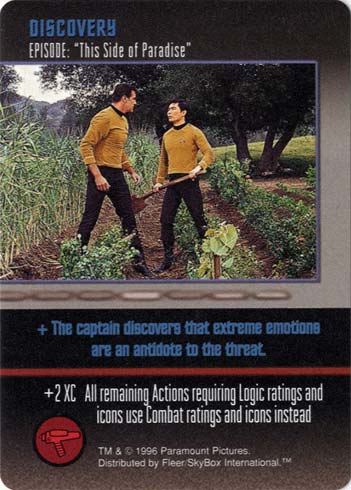 DISCOVERY
EPISODE: "This Side of Paradise"
+ The captain discovers that extreme emotions
are an antidote to the threat.
+2 XC All remaining Actions requiring Logic ratings and
icons use Combat ratings and icons instead
TM & © 1996 Paramount Pictures.
Distributed by Fleer/SkyBox International.™